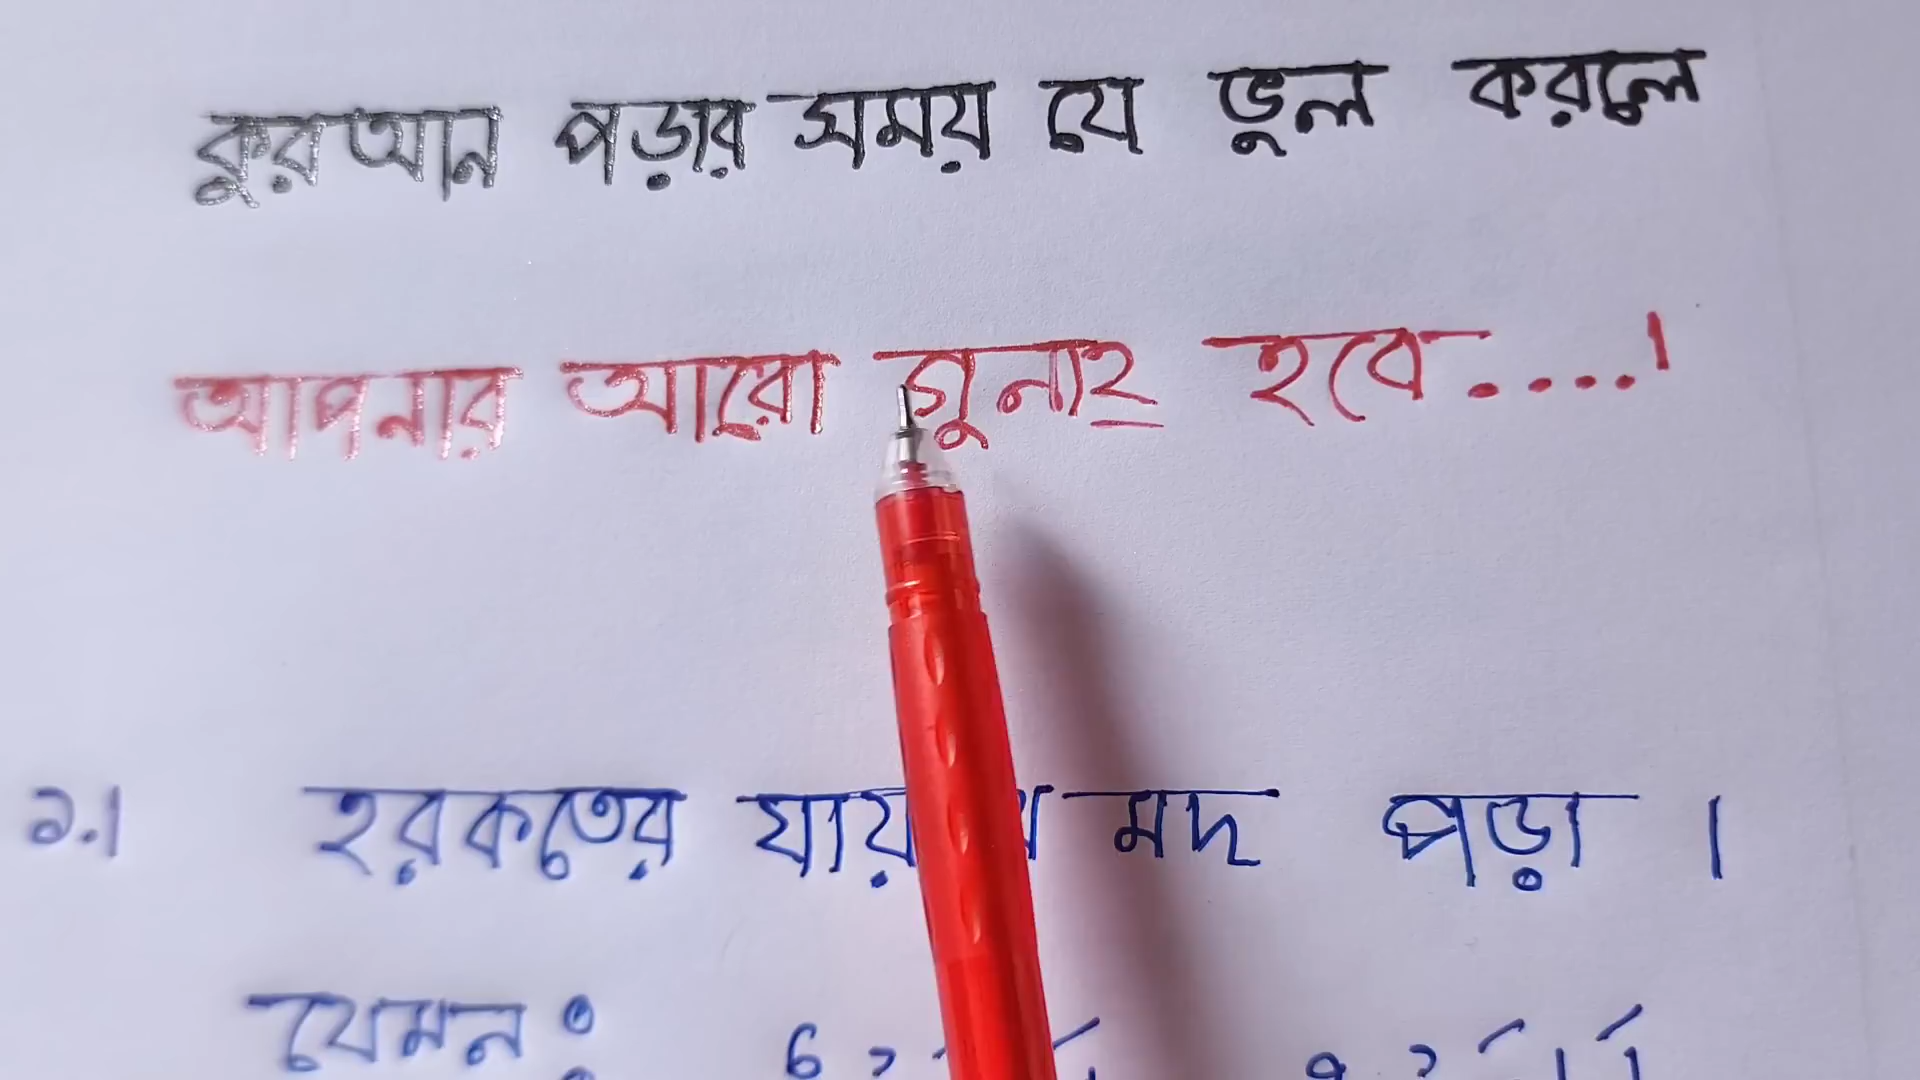 কুরআন পড়ার সময় যে ভুল করলে
আপনার আরো গুনাহ হবে....।
১.। হরকতের যায় মদ পড়া ।
যেমন :